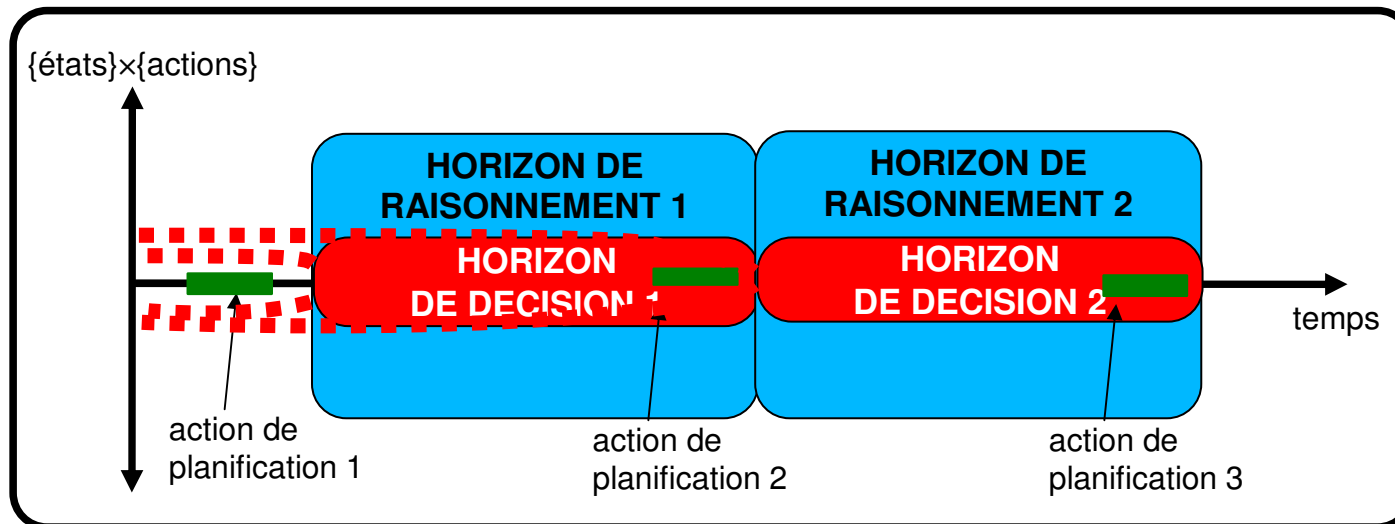 {états}×{actions}
HORIZON DE
RAISONNEMENT 1
HORIZON DE
RAISONNEMENT 2
HORIZON
DE DECISION 1
HORIZON
DE DECISION 2
temps
action de
planification 1
action de
planification 2
action de
planification 3